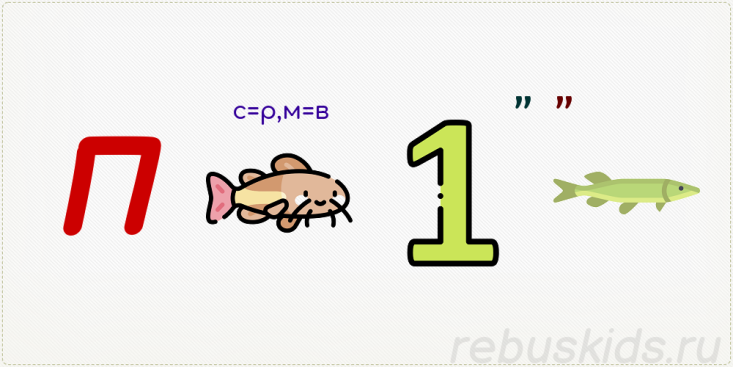 с=р,м=в
П 1 ,, ,,
rebuskids.ru